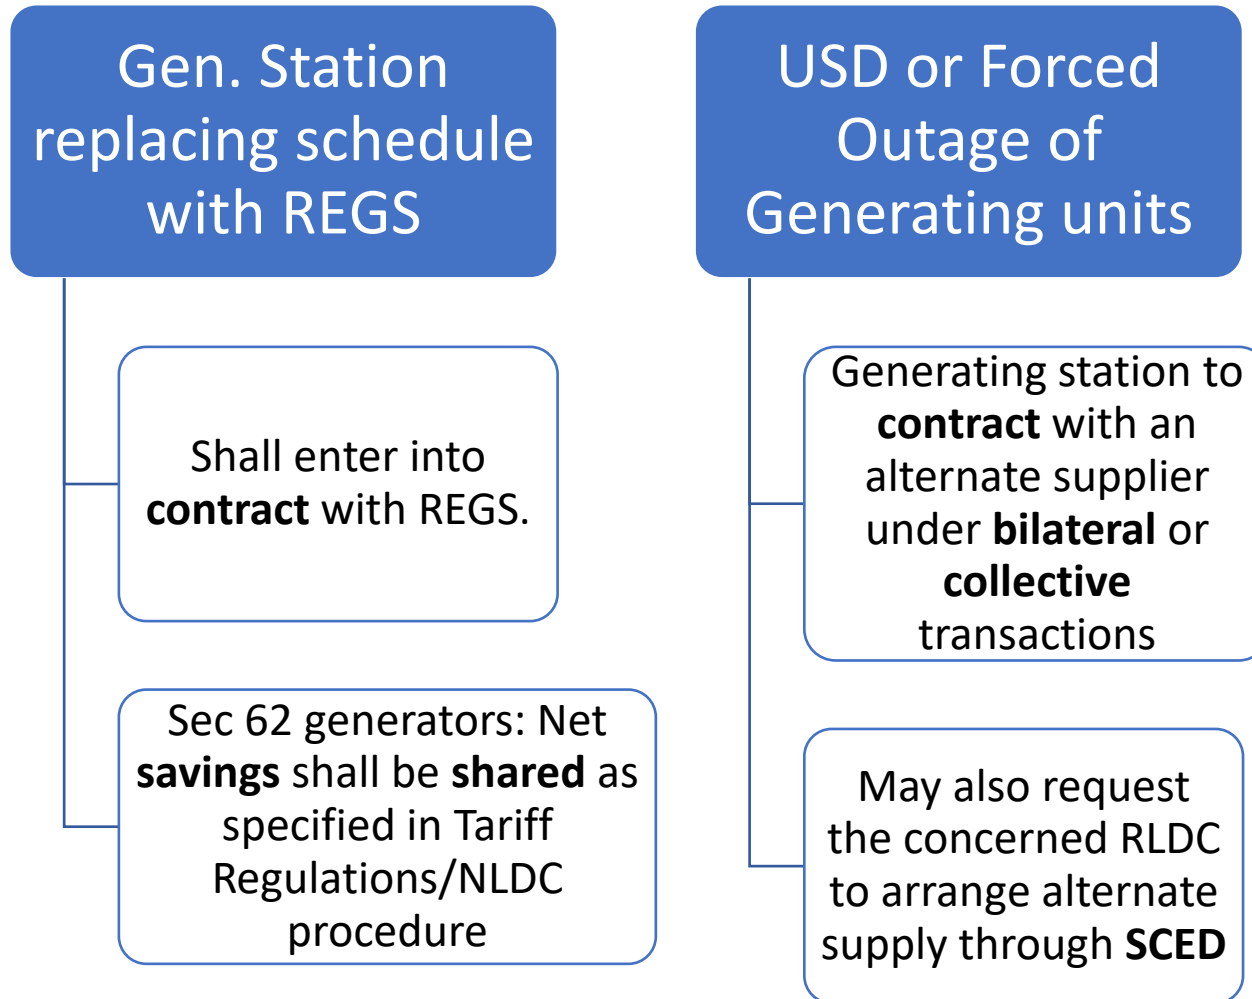 Gen. Station
replacing schedule
with REGS
Shall enter into
contract with REGS.
Sec 62 generators: Net
savings shall be shared as
specified in Tariff
Regulations/NLDC
procedure
USD or Forced
Outage of
Generating units
Generating station to
contract with an
alternate supplier
under bilateral or
collective
transactions
May also request
the concerned RLDC
to arrange alternate
supply through SCED